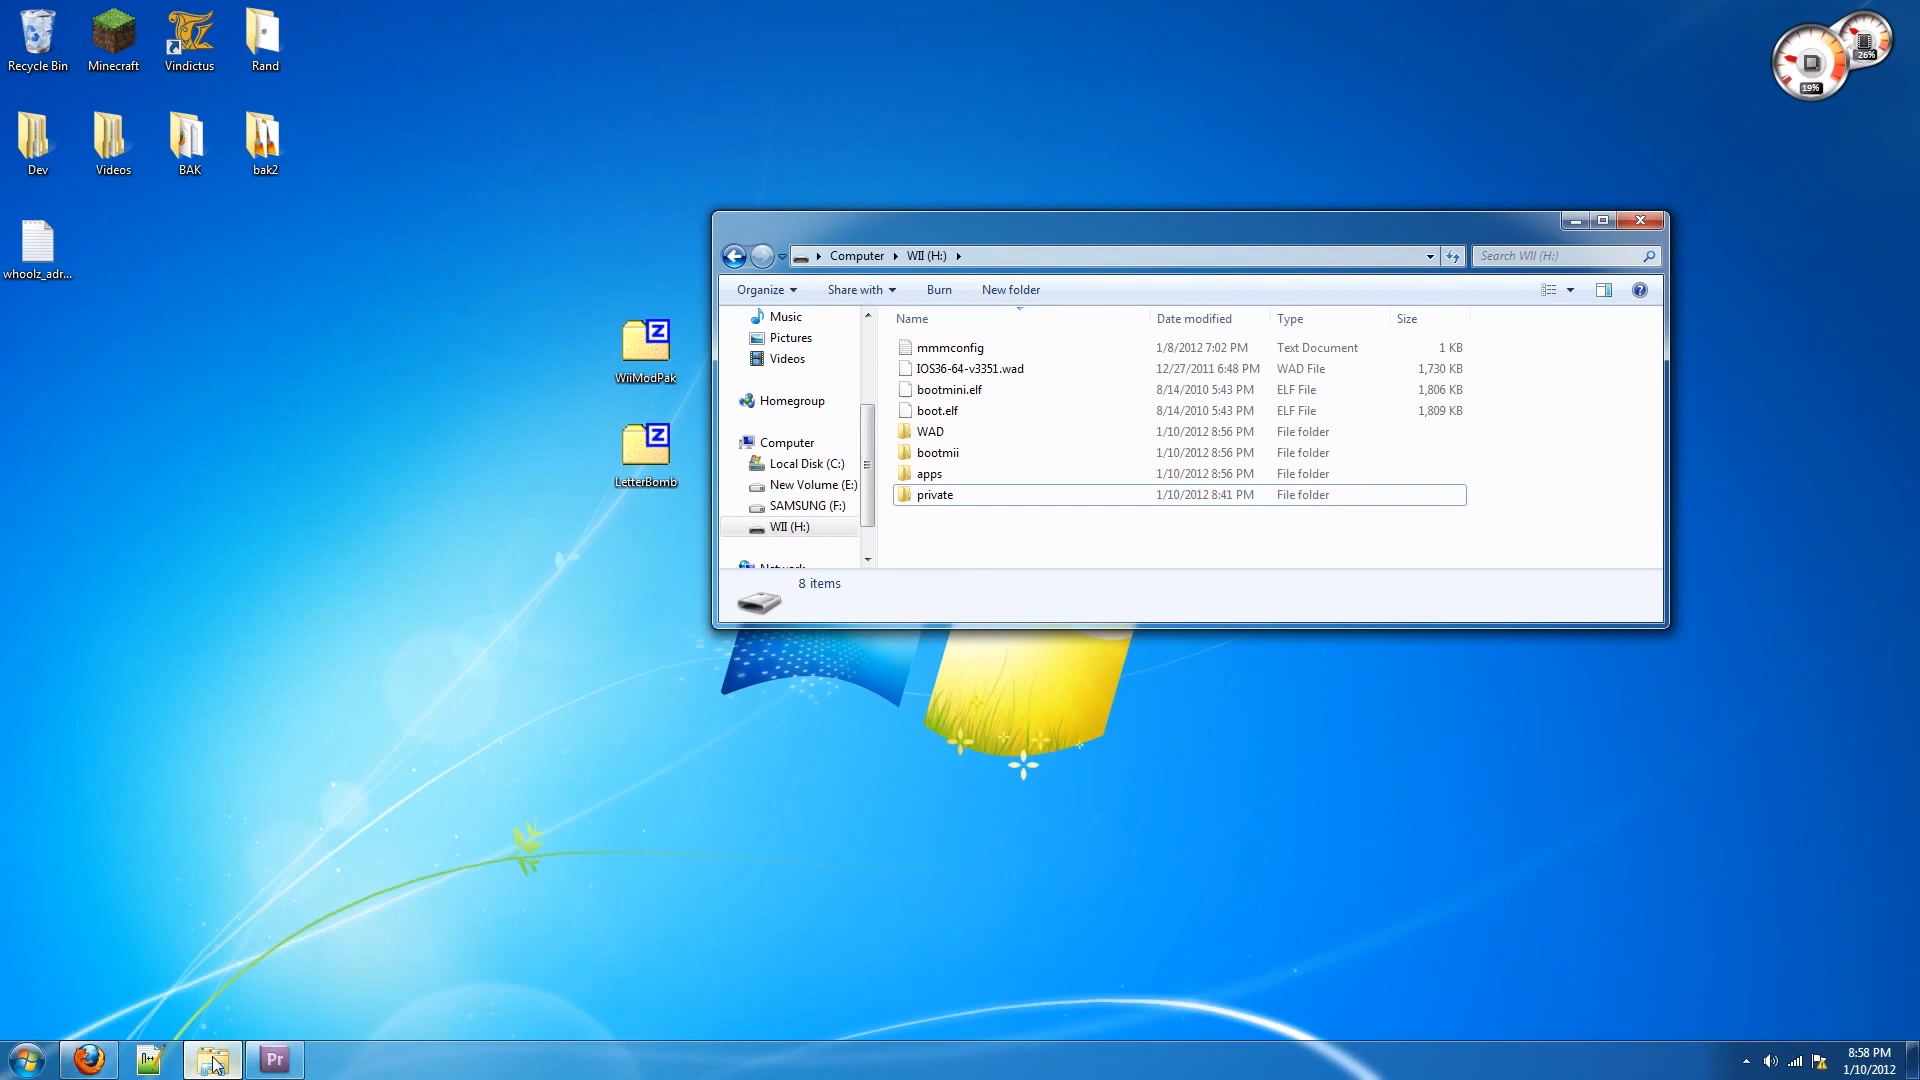 Recycle Bin
Minecraft
Vindictus
Rand
Dev
Videos
BAK
bak2
whoolz_adr...
WiiModPak
LetterBomb
19%
26%
Computer
WII (H:)
Search WII (H:)
Organize
Share with
Burn
New folder
Music
Pictures
Videos
Homegroup
Computer
Local Disk (C:)
New Volume (E:)
SAMSUNG (F:)
WII (H:)
Network
Name Date modified Type Size
mmmconfig 1/8/2012 7:02 PM Text Document 1 KB
IOS36-64-v3351.wad 12/27/2011 6:48 PM WAD File 1,730 KB
bootmini.elf 8/14/2010 5:43 PM ELF File 1,806 KB
boot.elf 8/14/2010 5:43 PM ELF File 1,809 KB
WAD 1/10/2012 8:56 PM File folder
bootmii 1/10/2012 8:56 PM File folder
apps 1/10/2012 8:56 PM File folder
private 1/10/2012 8:41 PM File folder
8 items
Pr
8:58 PM
1/10/2012